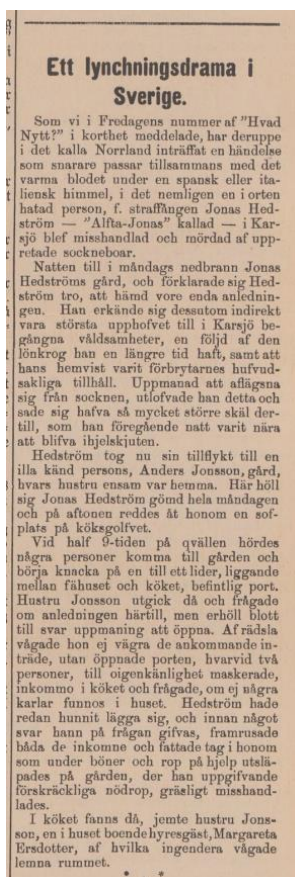 Ett lynchningsdrama i
Sverige.
Som vi i Fredagens nummer af "Hvad
Nytt?" i korthet meddelade, har deruppe
i det kalla Norrland inträffat en händelse
som snarare passar tillsammans med det
varma blodet under en spansk eller ita-
liensk himmel, i det nemligen en i orten
hatad person, f. straffången Jonas Hed-
ström — "Alfta-Jonas" kallad — i Kar-
sjö blef misshandlad och mördad af upp-
retade sockneboar.
Natten till i måndags nedbrann Jonas
Hedströms gård, och förklarade sig Hed-
ström tro, att hämd vore enda anlednin-
gen. Han erkände sig dessutom indirekt
vara största upphofvet till i Karsjö be-
gångna våldsamheter, en följd af den
lönkrog han en längre tid haft, samt att
hans hemvist varit förbrytarnes hufvud-
sakliga tillhåll. Uppmanad att aflägsna
sig från socknen, utlofvade han detta och
sade sig hafva så mycket större skäl der-
till, som han föregående natt varit nära
att blifva ihjelskjuten.
Hedström tog nu sin tillflykt till en
illa känd persons, Anders Jonsson, gård,
hvars hustru ensam var hemma. Här höll
sig Jonas Hedström gömd hela måndagen
och på aftonen reddes åt honom en sof-
plats på köksgolfvet.
Vid half 9-tiden på qvällen hördes
några personer komma till gården och
börja knacka på en till ett lider, liggande
mellan fähuset och köket, befintlig port.
Hustru Jonsson utgick då och frågade
om anledningen härtill, men erhöll blott
till svar uppmaning att öppna. Af rädsla
vågade hon ej vägra de ankommande in-
träde, utan öppnade porten, hvarvid två
personer, till oigenkänlighet maskerade,
inkommo i köket och frågade, om ej några
karlar funnos i huset. Hedström hade
redan hunnit lägga sig, och innan något
svar hann på frågan gifvas, framrusade
båda de inkomne och fattade tag i honom
som under böner och rop på hjelp utslä-
pades på gården, der han uppgifvande
förskräckliga nödrop, gräsligt misshand-
lades.
I köket fanns då, jemte hustru Jons-
son, en i huset boende hyresgäst, Margareta
Ersdotter, af hvilka ingendera vågade
lemna rummet.
* *